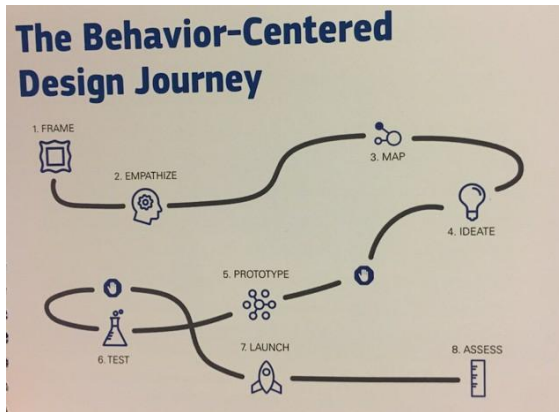 The Behavior-Centered
Design Journey
1. FRAME
2. EMPATHIZE
3. MAP
4. IDEATE
5. PROTOTYPE
6. TEST
7. LAUNCH
8. ASSESS